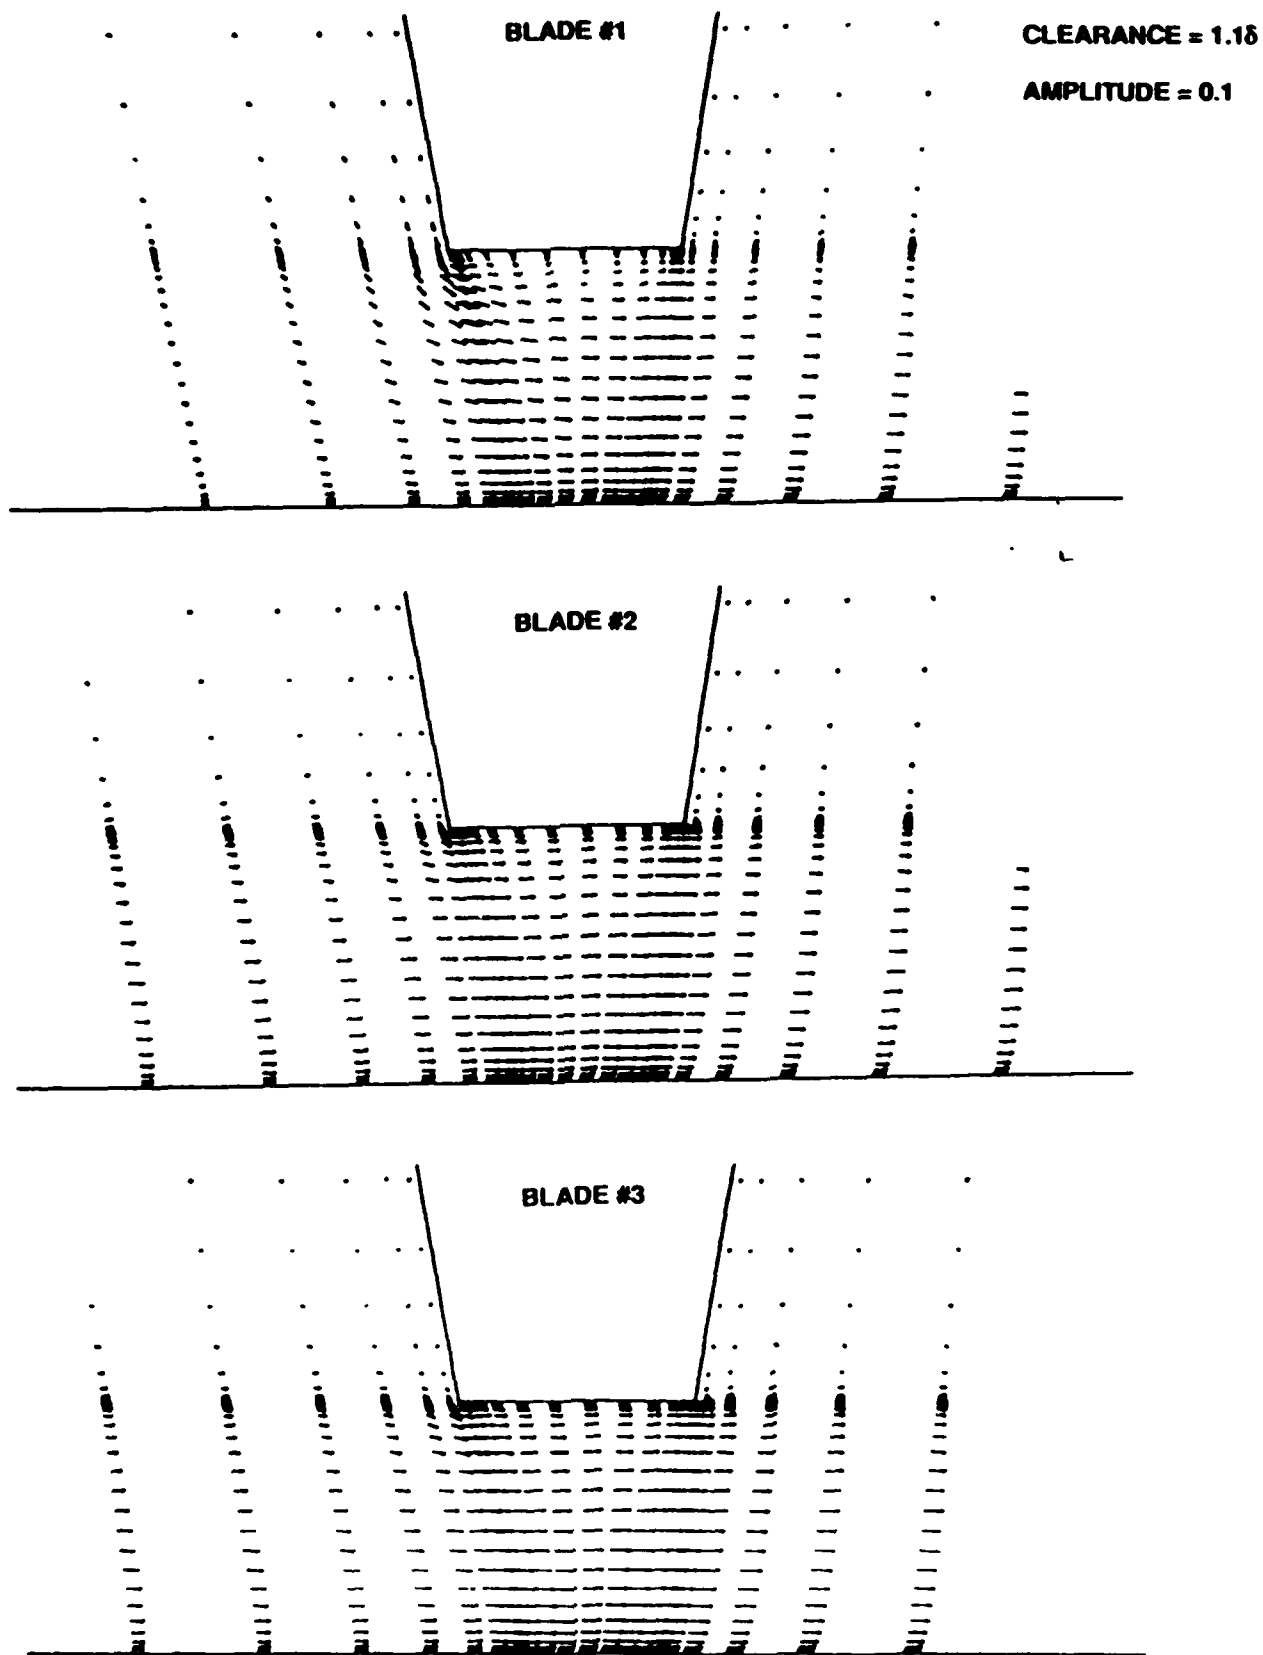 BLADE #1
CLEARANCE = 1.1δ
AMPLITUDE = 0.1
BLADE #2
BLADE #3